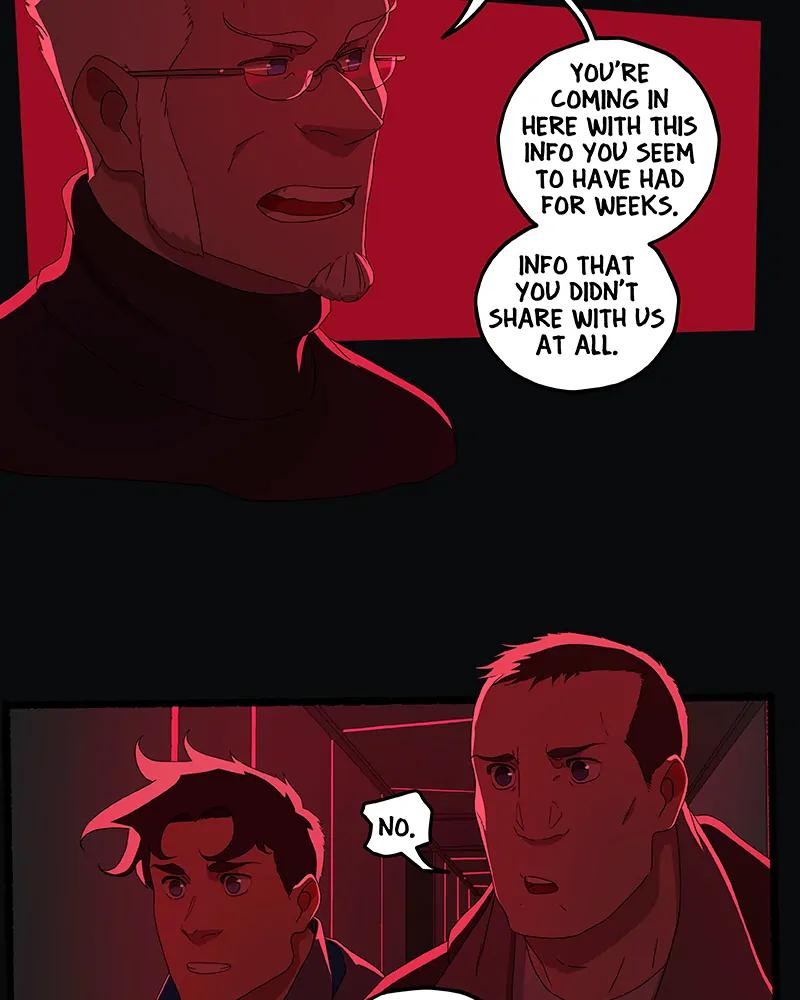 YOU'RE
COMING IN
HERE WITH THIS
INFO YOU SEEM
TO HAVE HAD
FOR WEEKS.
INFO THAT
YOU DIDN'T
SHARE WITH US
AT ALL.
NO.